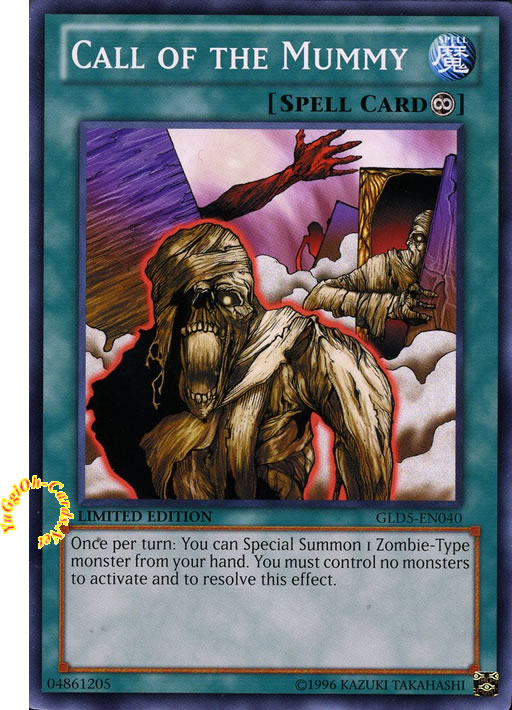 CALL OF THE MUMMY
SPELL
魔
[SPELL CARD]
LIMITED EDITION
GLD5-EN040
Once per turn: You can Special Summon 1 Zombie-Type
monster from your hand. You must control no monsters
to activate and to resolve this effect.
04861205
©1996 KAZUKI TAKAHASHI
YuGeiOh-Cards.Net